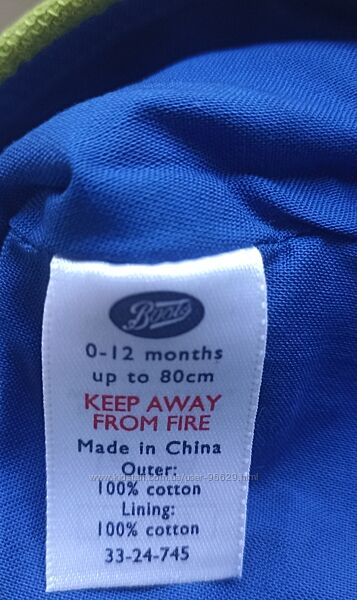 Boots
0-12 months
up to 80cm
KEEP AWAY
FROM FIRE
Made in China
Outer:
100% cotton
Lining:
100% cotton
33-24-745